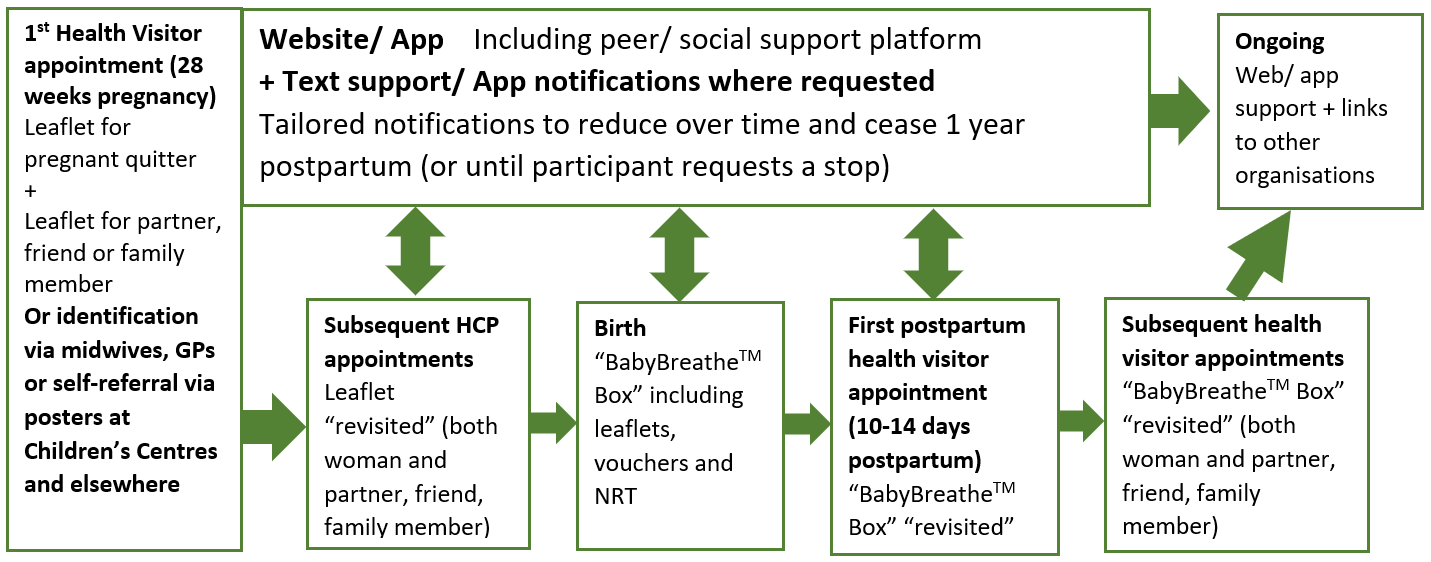 1st Health Visitor
appointment (28
weeks pregnancy)
Leaflet for
pregnant quitter
+
Leaflet for partner,
friend or family
member
Or identification
via midwives, GPs
or self-referral via
posters at
Children’s Centres
and elsewhere
Website/ App Including peer/ social support platform
+ Text support/ App notifications where requested
Tailored notifications to reduce over time and cease 1 year
postpartum (or until participant requests a stop)
Ongoing
Web/ app
support + links
to other
organisations
Subsequent HCP
appointments
Leaflet
“revisited” (both
woman and
partner, friend,
family member)
Birth
“BabyBreathe™
Box” including
leaflets,
vouchers and
NRT
First postpartum
health visitor
appointment
(10-14 days
postpartum)
“BabyBreathe™
Box” “revisited”
Subsequent health
visitor appointments
“BabyBreathe™ Box”
“revisited” (both
woman and partner,
friend, family
member)